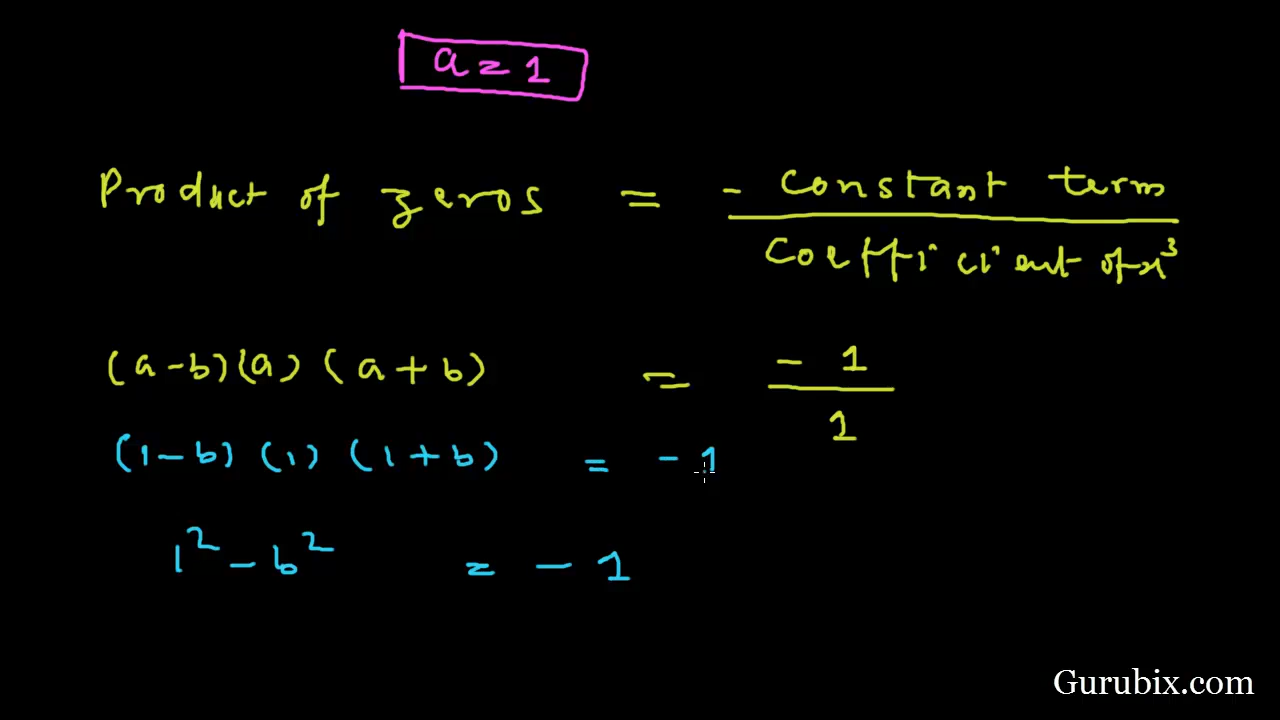 a = 1
Product of zeros = - Constant term / Coefficient of x³
(a-b)(a)(a+b) = - 1 / 1
(1-b)(1)(1+b) = - 1
1² - b² = - 1
Gurubix.com